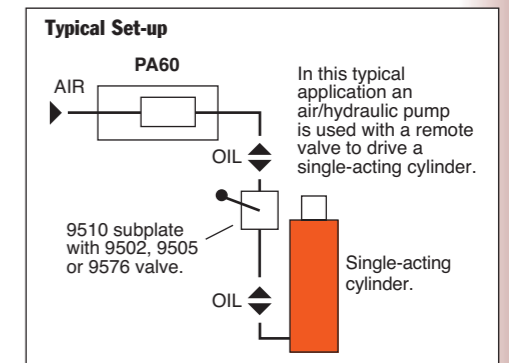 Typical Set-up
PA60
AIR
In this typical
application an
air/hydraulic pump
is used with a remote
valve to drive a
single-acting cylinder.
OIL
9510 subplate
with 9502, 9505
or 9576 valve.
Single-acting
cylinder.
OIL